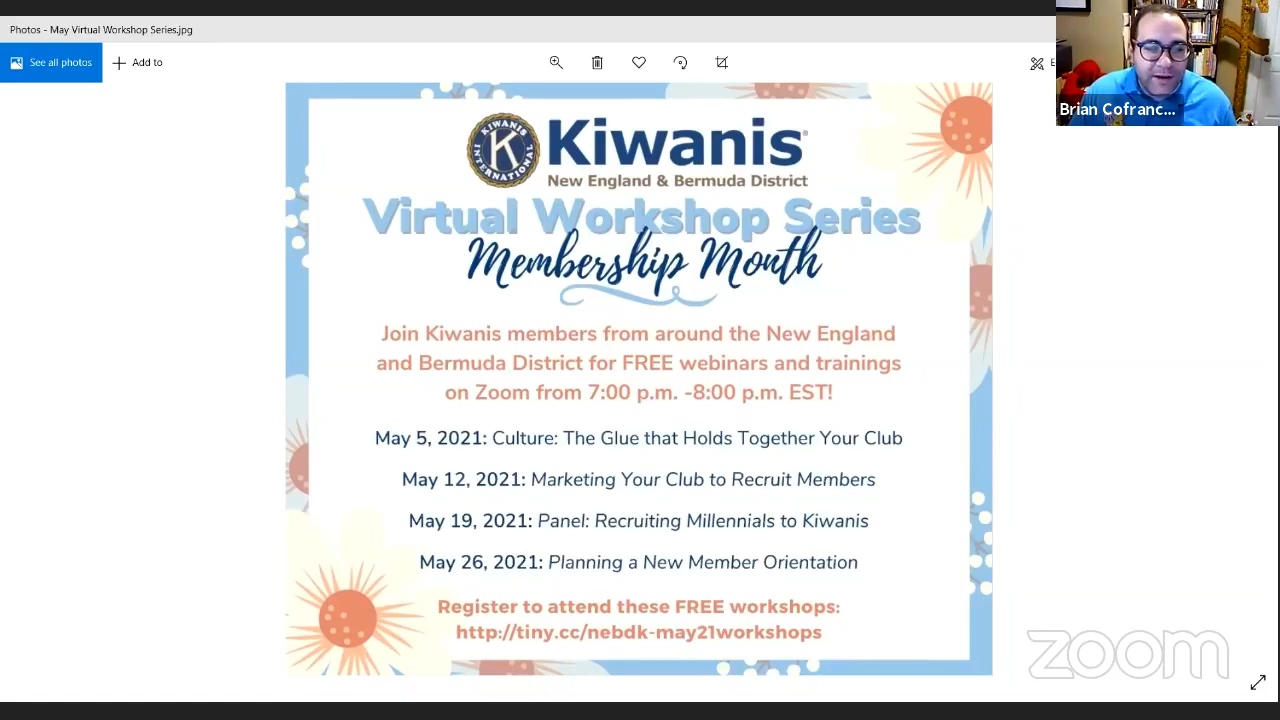 Photos - May Virtual Workshop Series.jpg
See all photos
Add to
Brian Cofranc...
KIWANIS INTERNATIONAL
K
Kiwanis®
New England & Bermuda District
Virtual Workshop Series
Membership Month
Join Kiwanis members from around the New England
and Bermuda District for FREE webinars and trainings
on Zoom from 7:00 p.m. -8:00 p.m. EST!
May 5, 2021: Culture: The Glue that Holds Together Your Club
May 12, 2021: Marketing Your Club to Recruit Members
May 19, 2021: Panel: Recruiting Millennials to Kiwanis
May 26, 2021: Planning a New Member Orientation
Register to attend these FREE workshops:
http://tiny.cc/nebdk-may21workshops
zoom